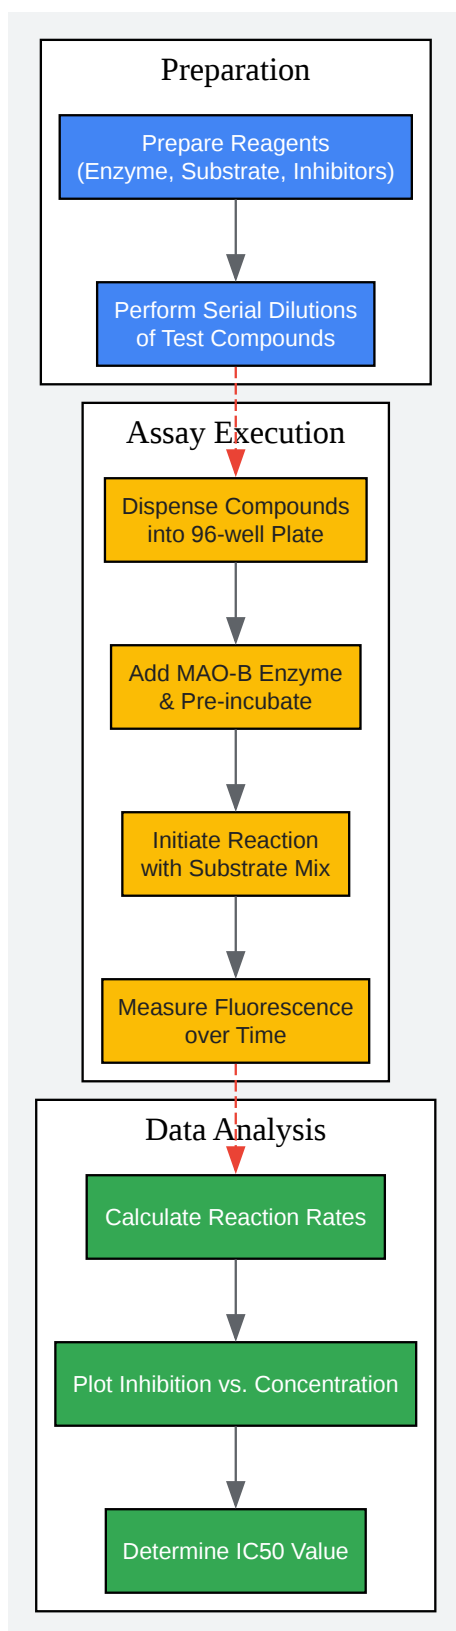 Preparation
Prepare Reagents
(Enzyme, Substrate, Inhibitors)
Perform Serial Dilutions
of Test Compounds
Assay Execution
Dispense Compounds
into 96-well Plate
Add MAO-B Enzyme
& Pre-incubate
Initiate Reaction
with Substrate Mix
Measure Fluorescence
over Time
Data Analysis
Calculate Reaction Rates
Plot Inhibition vs. Concentration
Determine IC50 Value